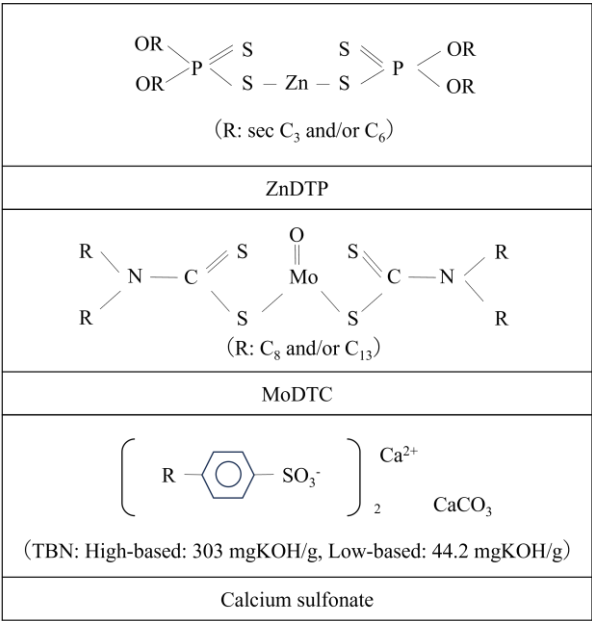 OR S S OR
P P
OR S – Zn – S OR
(R: sec C₃ and/or C₆)
ZnDTP
O
R S S R
N C Mo C N
R S S R
(R: C₈ and/or C₁₃)
MoDTC
Ca²⁺
R SO₃⁻
2 CaCO₃
(TBN: High-based: 303 mgKOH/g, Low-based: 44.2 mgKOH/g)
Calcium sulfonate